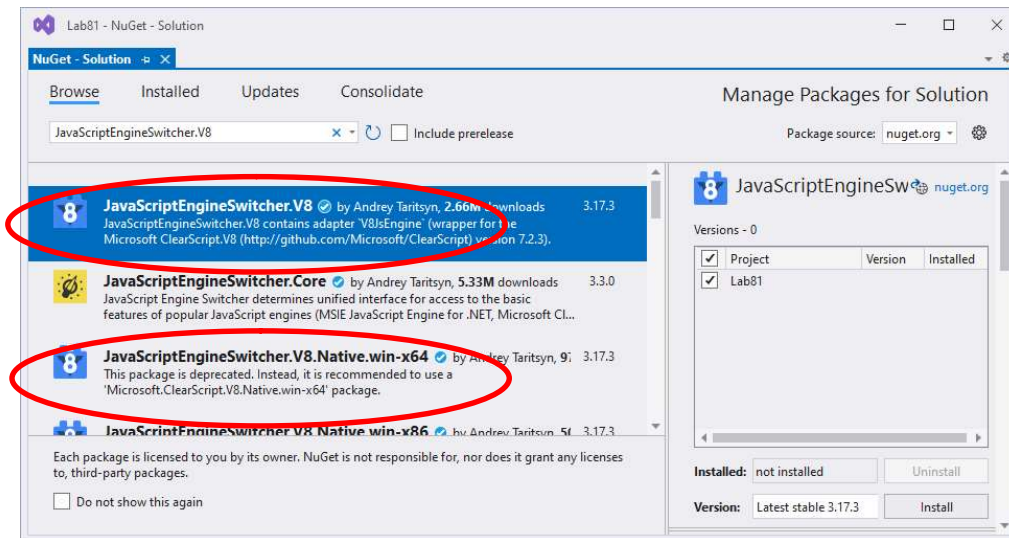 Lab81 - NuGet - Solution
NuGet - Solution
Browse Installed Updates Consolidate
Manage Packages for Solution
JavaScriptEngineSwitcher.V8
Include prerelease
Package source: nuget.org
JavaScriptEngineSwitcher.V8 by Andrey Taritsyn, 2.66M downloads 3.17.3
JavaScriptEngineSwitcher.V8 contains adapter `V8JsEngine` (wrapper for the
Microsoft ClearScript.V8 (http://github.com/Microsoft/ClearScript) version 7.2.3).
JavaScriptEngineSwitcher.Core by Andrey Taritsyn, 5.33M downloads 3.3.0
JavaScript Engine Switcher determines unified interface for access to the basic
features of popular JavaScript engines (MSIE JavaScript Engine for .NET, Microsoft Cl...
JavaScriptEngineSwitcher.V8.Native.win-x64 by Andrey Taritsyn, 97 3.17.3
This package is deprecated. Instead, it is recommended to use a
'Microsoft.ClearScript.V8.Native.win-x64' package.
JavaScriptEngineSwitcher.V8.Native.win-x86 by Andrey Taritsyn, 50 3.17.3
Each package is licensed to you by its owner. NuGet is not responsible for, nor does it grant any licenses
to, third-party packages.
Do not show this again
8 JavaScriptEngineSw nuget.org
Versions - 0
Project Version Installed
Lab81
Installed: not installed Uninstall
Version: Latest stable 3.17.3 Install